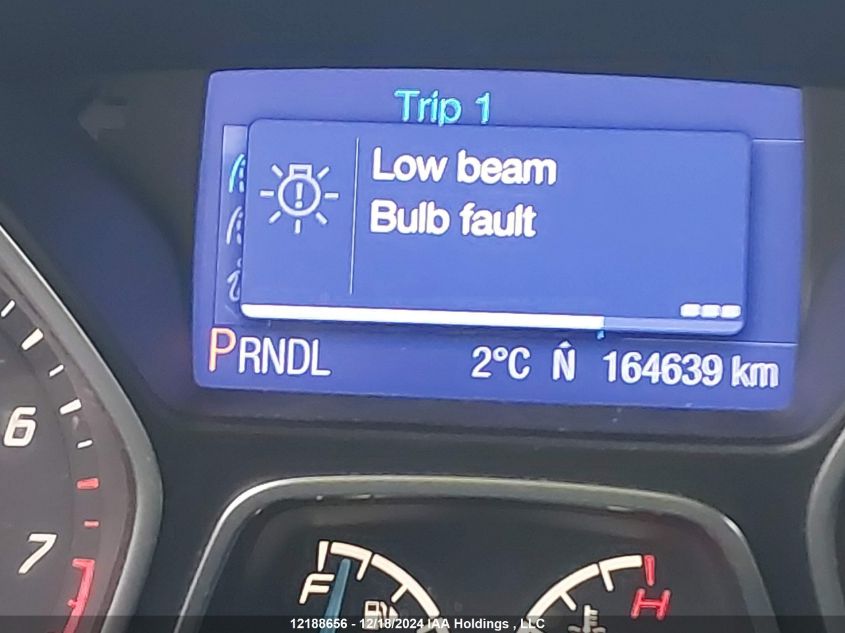 Trip 1
Low beam
Bulb fault
PRNDL 2°C N 164639 km
6
7
F H
12188656 - 12/18/2024 IAA Holdings , LLC